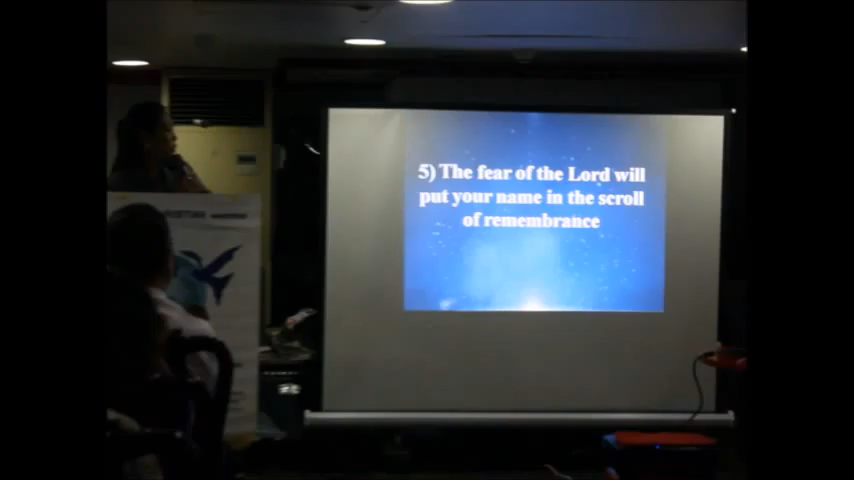 5) The fear of the Lord will
put your name in the scroll
of remembrance